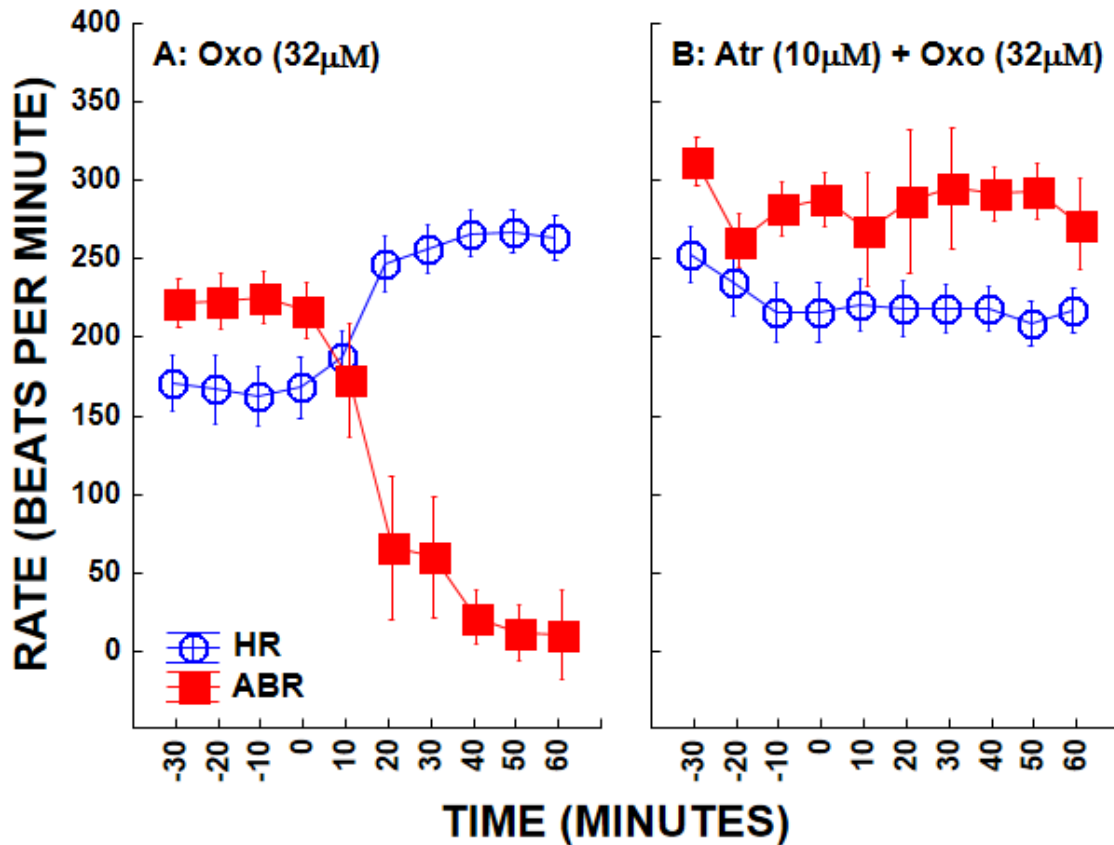 A: Oxo (32μM)
B: Atr (10μM) + Oxo (32μM)
RATE (BEATS PER MINUTE)
400
350
300
250
200
150
100
50
0
HR
ABR
-30 -20 -10 0 10 20 30 40 50 60
-30 -20 -10 0 10 20 30 40 50 60
TIME (MINUTES)